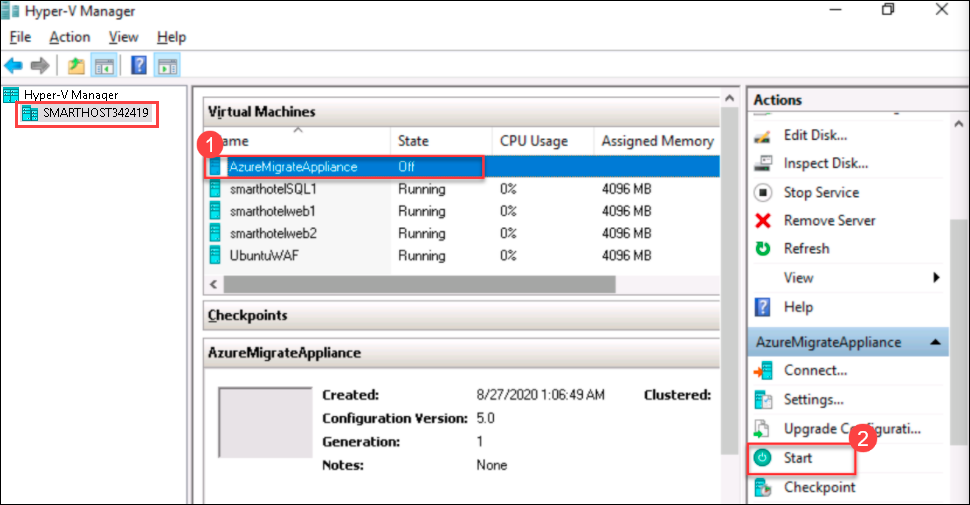 Hyper-V Manager
File Action View Help
Hyper-V Manager
SMARTHOST342419
Virtual Machines
1
ame State CPU Usage Assigned Memory
AzureMigrateAppliance Off
smarthotelSQL1 Running 0% 4096 MB
smarthotelweb1 Running 0% 4096 MB
smarthotelweb2 Running 0% 4096 MB
UbuntuWAF Running 0% 4096 MB
Checkpoints
AzureMigrateAppliance
Created: 8/27/2020 1:06:49 AM Clustered:
Configuration Version: 5.0
Generation: 1
Notes: None
Actions
Edit Disk...
Inspect Disk...
Stop Service
Remove Server
Refresh
View
Help
AzureMigrateAppliance
Connect...
Settings...
Upgrade C gurati...
2
Start
Checkpoint